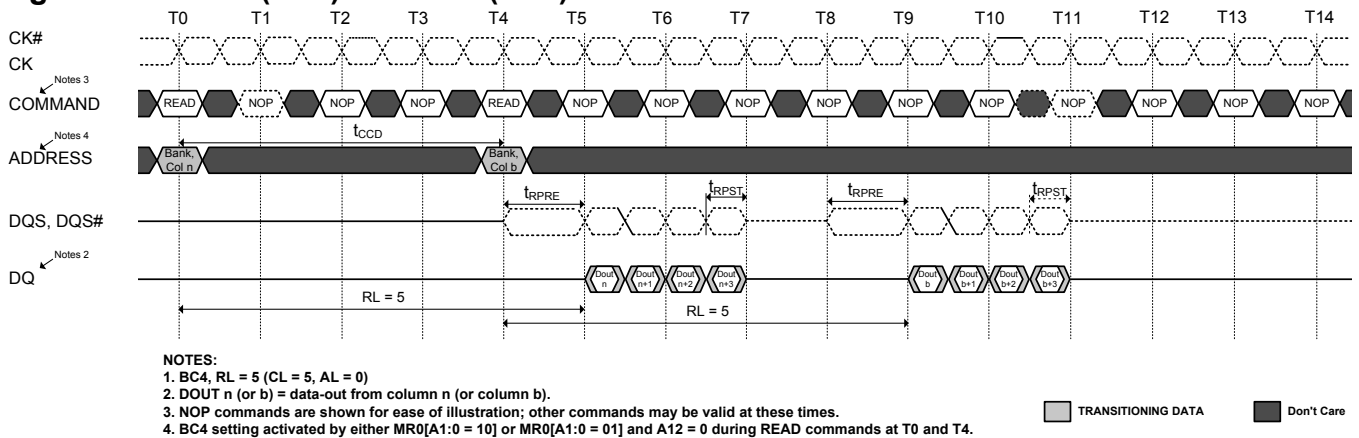 T0 T1 T2 T3 T4 T5 T6 T7 T8 T9 T10 T11 T12 T13 T14
CK#
CK
Notes 3
COMMAND READ NOP NOP NOP READ NOP NOP NOP NOP NOP NOP NOP NOP NOP NOP
tCCD
Notes 4
ADDRESS
Bank, Col n
Bank, Col b
tRPRE tRPST tRPRE tRPST
DQS, DQS#
Notes 2
DQ
Dout n
Dout n+1
Dout n+2
Dout n+3
Dout b
Dout b+1
Dout b+2
Dout b+3
RL = 5
RL = 5
NOTES:
1. BC4, RL = 5 (CL = 5, AL = 0)
2. DOUT n (or b) = data-out from column n (or column b).
3. NOP commands are shown for ease of illustration; other commands may be valid at these times.
4. BC4 setting activated by either MR0[A1:0 = 10] or MR0[A1:0 = 01] and A12 = 0 during READ commands at T0 and T4.
TRANSITIONING DATA
Don't Care